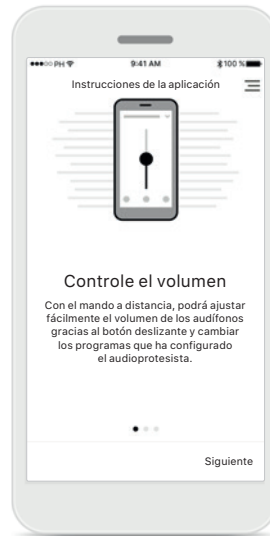 PH 9:41 AM 100 %
Instrucciones de la aplicación
Controle el volumen
Con el mando a distancia, podrá ajustar
fácilmente el volumen de los audífonos
gracias al botón deslizante y cambiar
los programas que ha configurado
el audioprotesista.
Siguiente